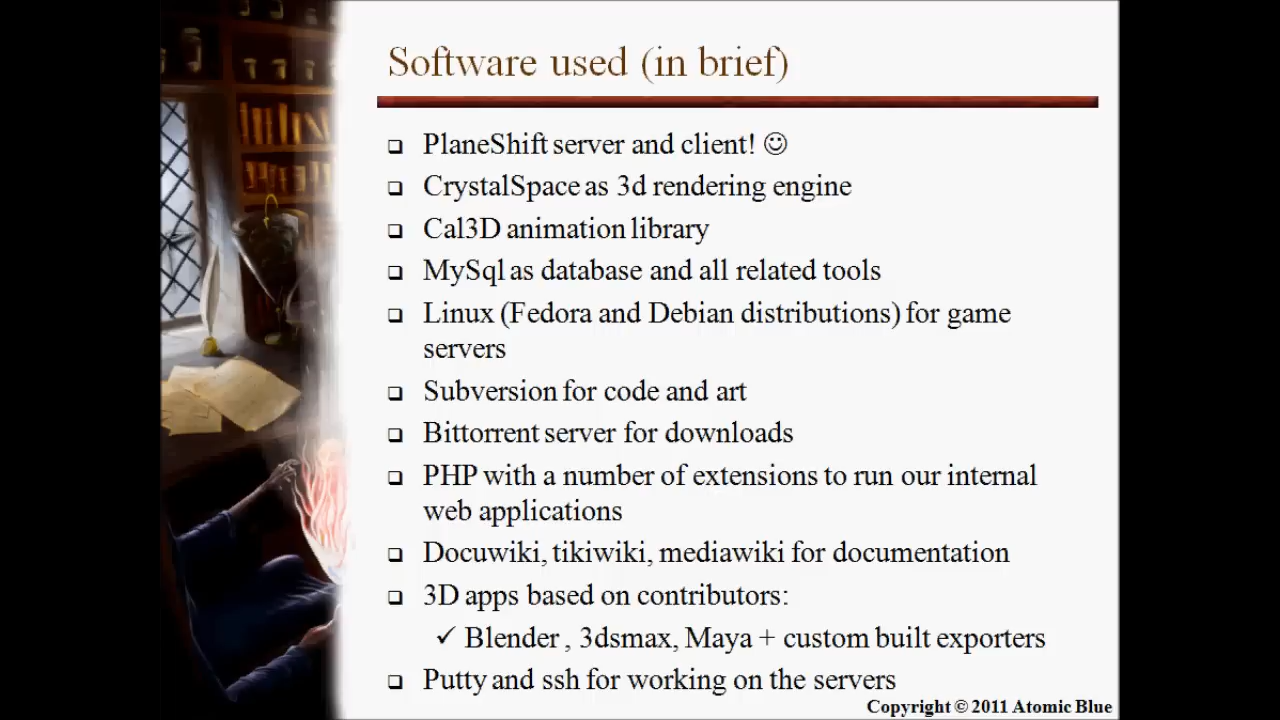 Software used (in brief)
❑ PlaneShift server and client! ☺
❑ CrystalSpace as 3d rendering engine
❑ Cal3D animation library
❑ MySql as database and all related tools
❑ Linux (Fedora and Debian distributions) for game
servers
❑ Subversion for code and art
❑ Bittorrent server for downloads
❑ PHP with a number of extensions to run our internal
web applications
❑ Docuwiki, tikiwiki, mediawiki for documentation
❑ 3D apps based on contributors:
✓ Blender , 3dsmax, Maya + custom built exporters
❑ Putty and ssh for working on the servers
Copyright © 2011 Atomic Blue